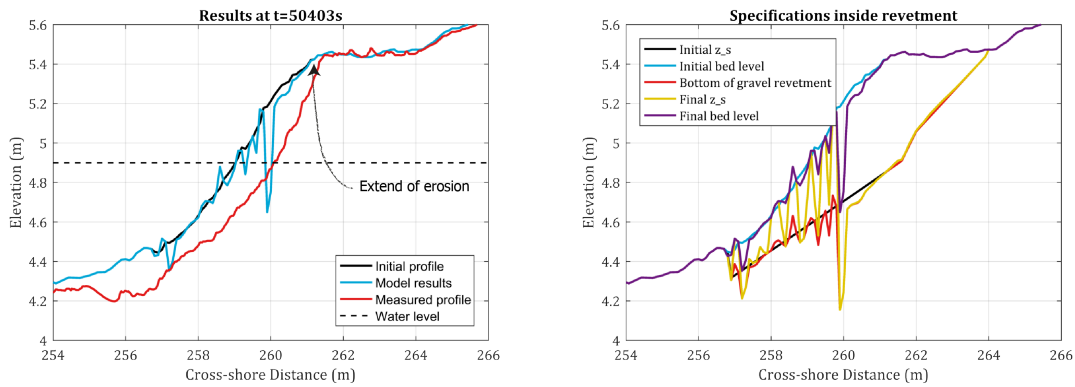 Results at t=50403s
5.6
5.4
5.2
5
4.8
4.6
4.4
4.2
4
Elevation (m)
Extend of erosion
Initial profile
Model results
Measured profile
Water level
254 256 258 260 262 264 266
Cross-shore Distance (m)
Specifications inside revetment
5.6
5.4
5.2
5
4.8
4.6
4.4
4.2
4
Elevation (m)
Initial z_s
Initial bed level
Bottom of gravel revetment
Final z_s
Final bed level
254 256 258 260 262 264 266
Cross-shore Distance (m)